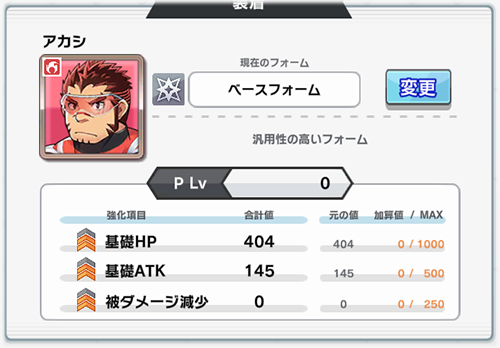 装着
アカシ
現在のフォーム
ベースフォーム
変更
汎用性の高いフォーム
P Lv 0
強化項目 合計値 元の値 加算値 / MAX
基礎HP 404 404 0 / 1000
基礎ATK 145 145 0 / 500
被ダメージ減少 0 0 0 / 250